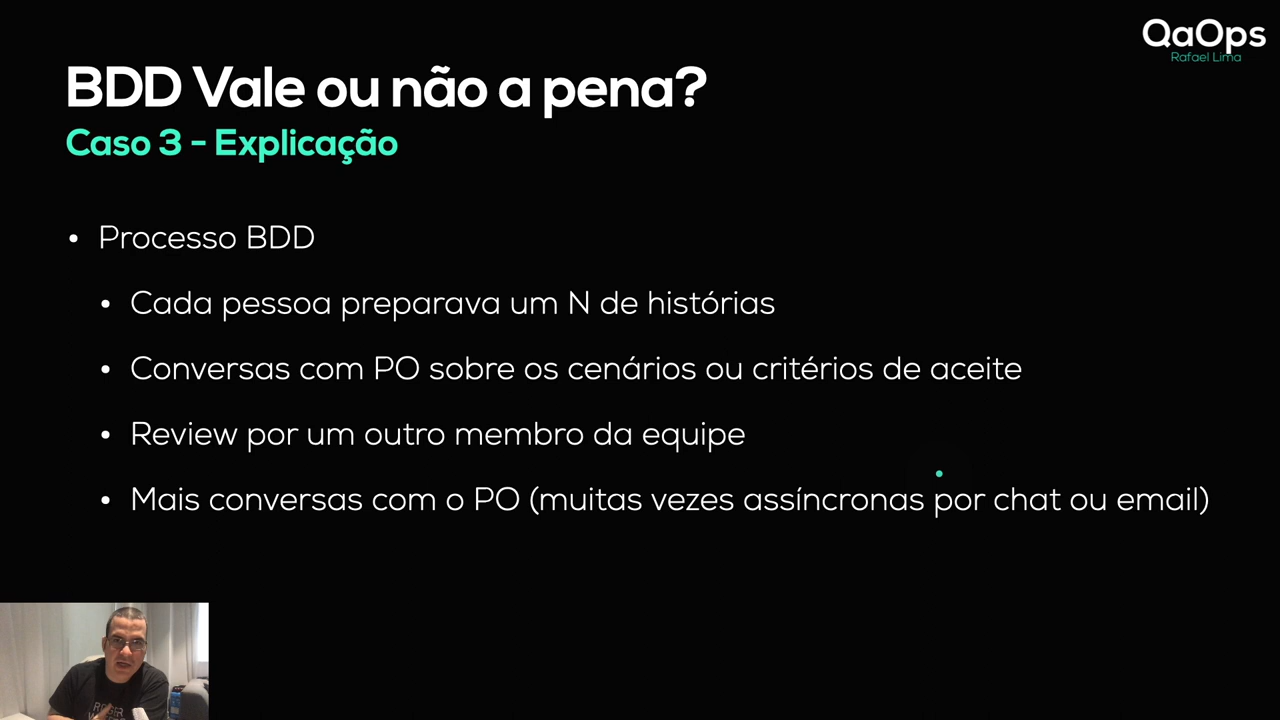 QaOps
Rafael Lima
BDD Vale ou não a pena?
Caso 3 - Explicação
• Processo BDD
• Cada pessoa preparava um N de histórias
• Conversas com PO sobre os cenários ou critérios de aceite
• Review por um outro membro da equipe
• Mais conversas com o PO (muitas vezes assíncronas por chat ou email)